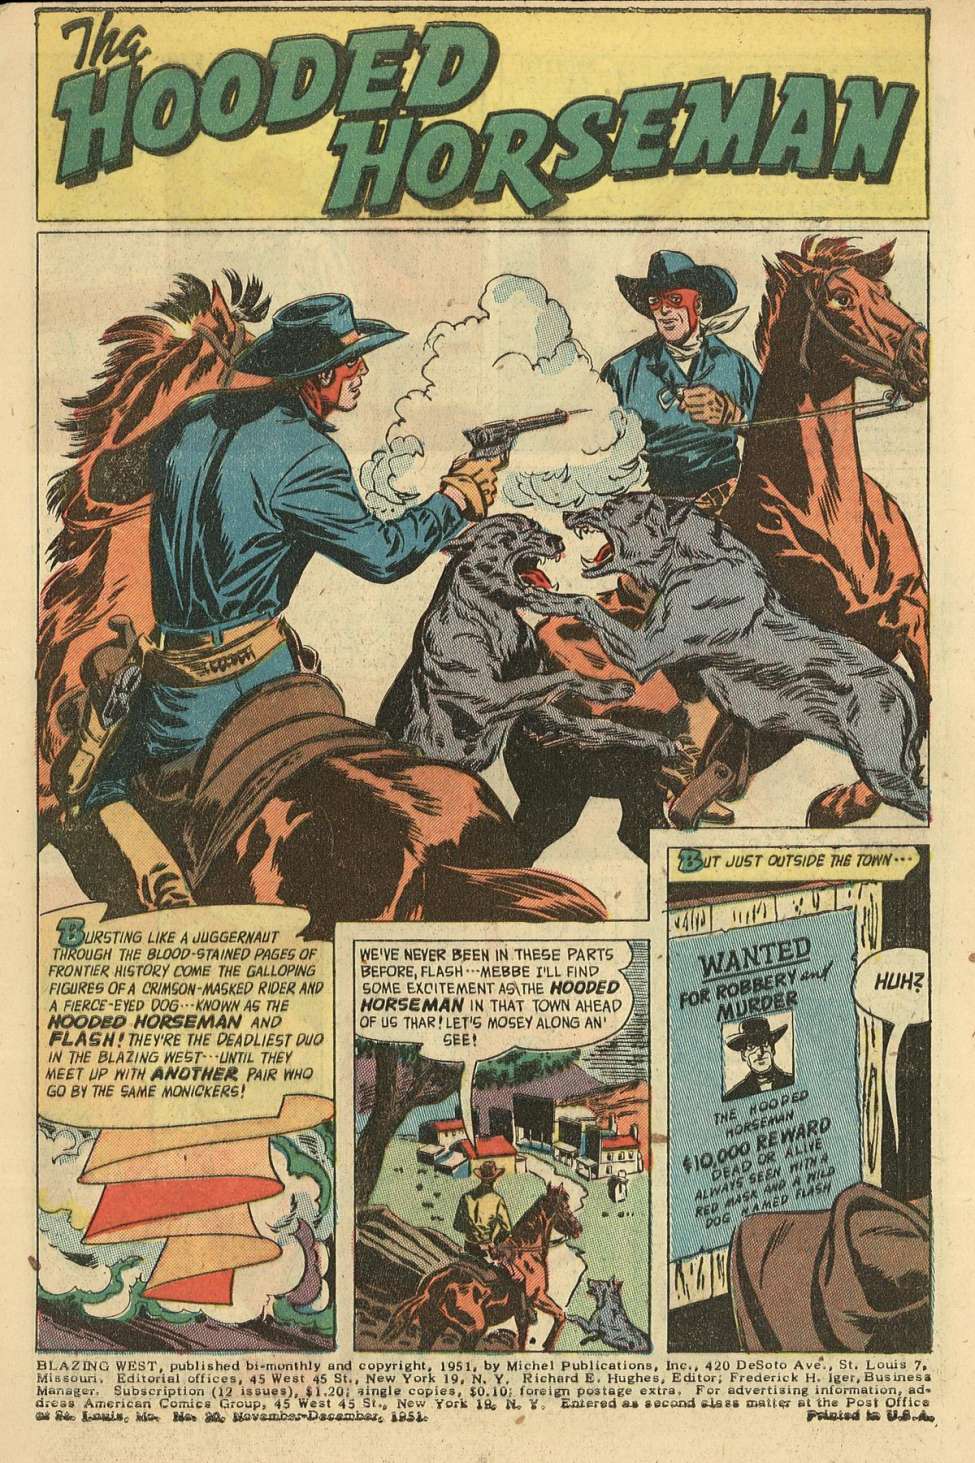 The
HOODED
HORSEMAN
BURSTING LIKE A JUGGERNAUT
THROUGH THE BLOOD-STAINED PAGES OF
FRONTIER HISTORY COME THE GALLOPING
FIGURES OF A CRIMSON-MASKED RIDER AND
A FIERCE-EYED DOG---KNOWN AS THE
HOODED HORSEMAN AND
FLASH! THEY'RE THE DEADLIEST DUO
IN THE BLAZING WEST---UNTIL THEY
MEET UP WITH ANOTHER PAIR WHO
GO BY THE SAME MONICKERS!
WE'VE NEVER BEEN IN THESE PARTS
BEFORE, FLASH---MEBBE I'LL FIND
SOME EXCITEMENT AS THE HOODED
HORSEMAN IN THAT TOWN AHEAD
OF US THAR! LET'S MOSEY ALONG AN'
SEE!
BUT JUST OUTSIDE THE TOWN---
WANTED
FOR ROBBERY and
MURDER
THE HOODED
HORSEMAN
$10,000 REWARD
DEAD OR ALIVE
ALWAYS SEEN WITH A
RED MASK AND A WILD
DOG NAMED FLASH
HUH?
BLAZING WEST, published bi-monthly and copyright, 1951, by Michel Publications, Inc., 420 DeSoto Ave., St. Louis 7,
Missouri. Editorial offices, 45 West 45 St., New York 19, N. Y. Richard E. Hughes, Editor; Frederick H. Iger, Business
Manager. Subscription (12 issues), $1.20; single copies, $0.10; foreign postage extra. For advertising information, ad-
dress American Comics Group, 45 West 45 St., New York 19, N. Y. Entered as second class matter at the Post Office
at St. Louis, Mo. No. 20, November-December, 1951. Printed in U.S.A.